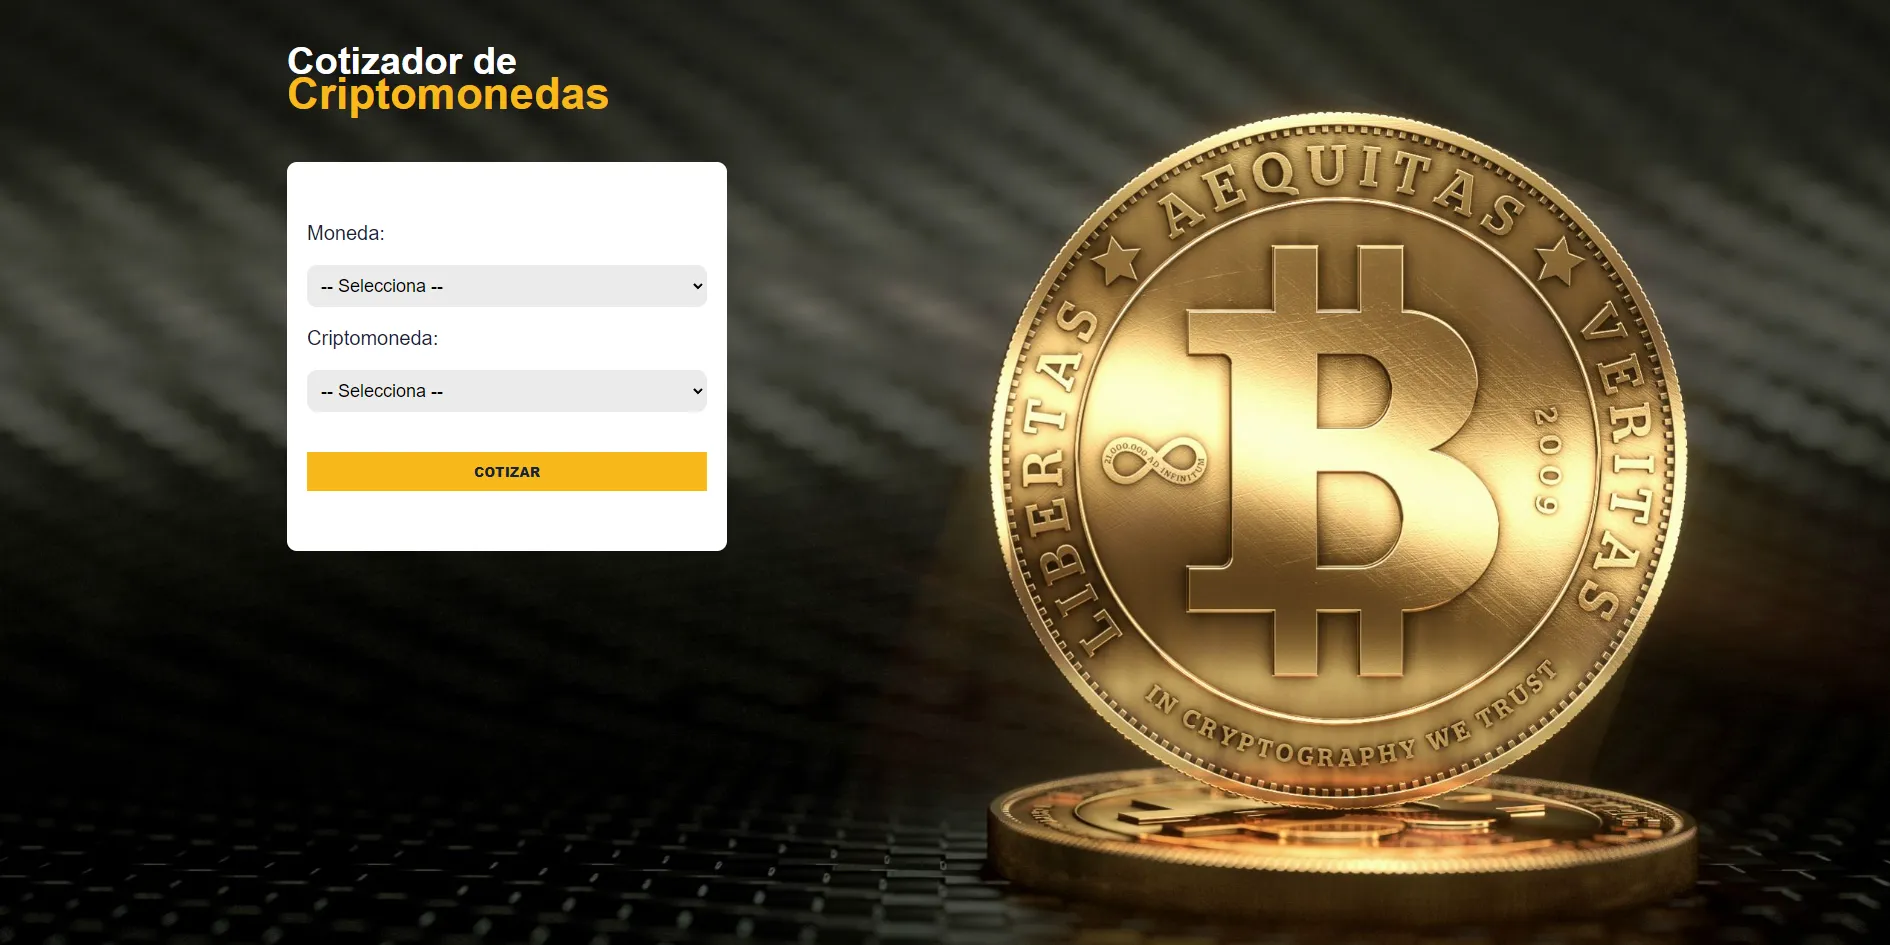 Cotizador de
Criptomonedas
Moneda:
-- Selecciona --
Criptomoneda:
-- Selecciona --
COTIZAR
AEQUITAS
VERITAS
LIBERTAS
2009
21.000.000 AD INFINITUM
IN CRYPTOGRAPHY WE TRUST